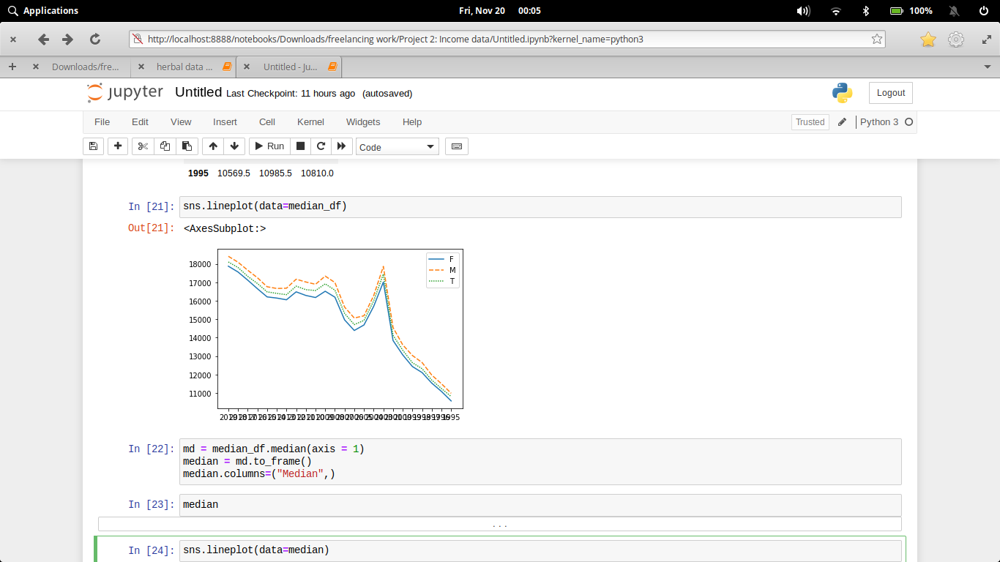 Applications
Fri, Nov 20 00:05
100%
http://localhost:8888/notebooks/Downloads/freelancing work/Project 2: Income data/Untitled.ipynb?kernel_name=python3
Downloads/fre...
herbal data ...
Untitled - Ju...
jupyter Untitled Last Checkpoint: 11 hours ago (autosaved)
Logout
File Edit View Insert Cell Kernel Widgets Help
Trusted
Python 3
Run
Code
1995 10569.5 10985.5 10810.0
In [21]: sns.lineplot(data=median_df)
Out[21]: <AxesSubplot:>
F
M
T
18000
17000
16000
15000
14000
13000
12000
11000
In [22]: md = median_df.median(axis = 1)
median = md.to_frame()
median.columns=("Median",)
In [23]: median
...
In [24]: sns.lineplot(data=median)